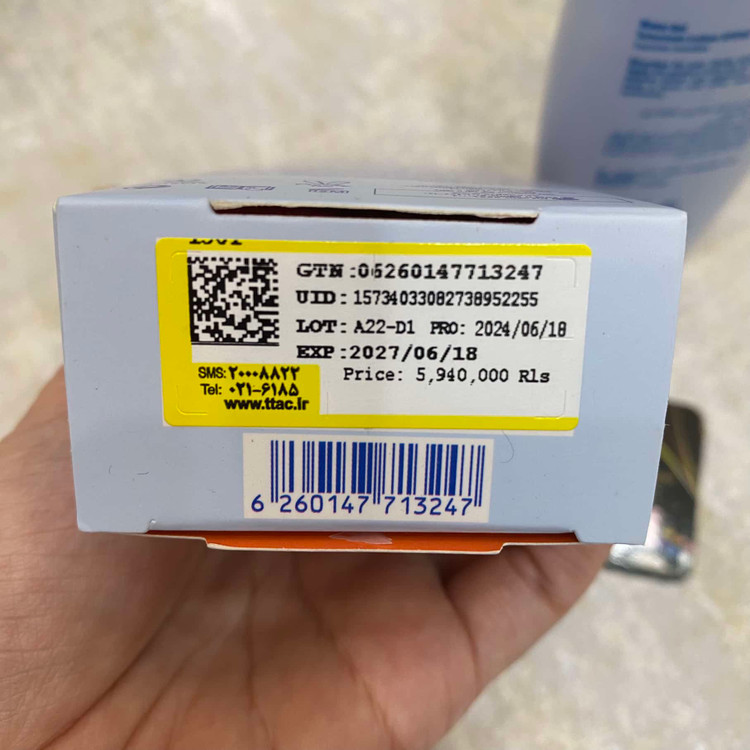 GTN:06260147713247
UID: 15734033082738952255
LOT: A22-D1 PRO: 2024/06/18
EXP:2027/06/18
Price: 5,940,000 Rls
SMS:۲۰۰۰۸۸۲۲
Tel: ۰۲۱-۶۱۸۵
www.ttac.ir
6 260147 713247